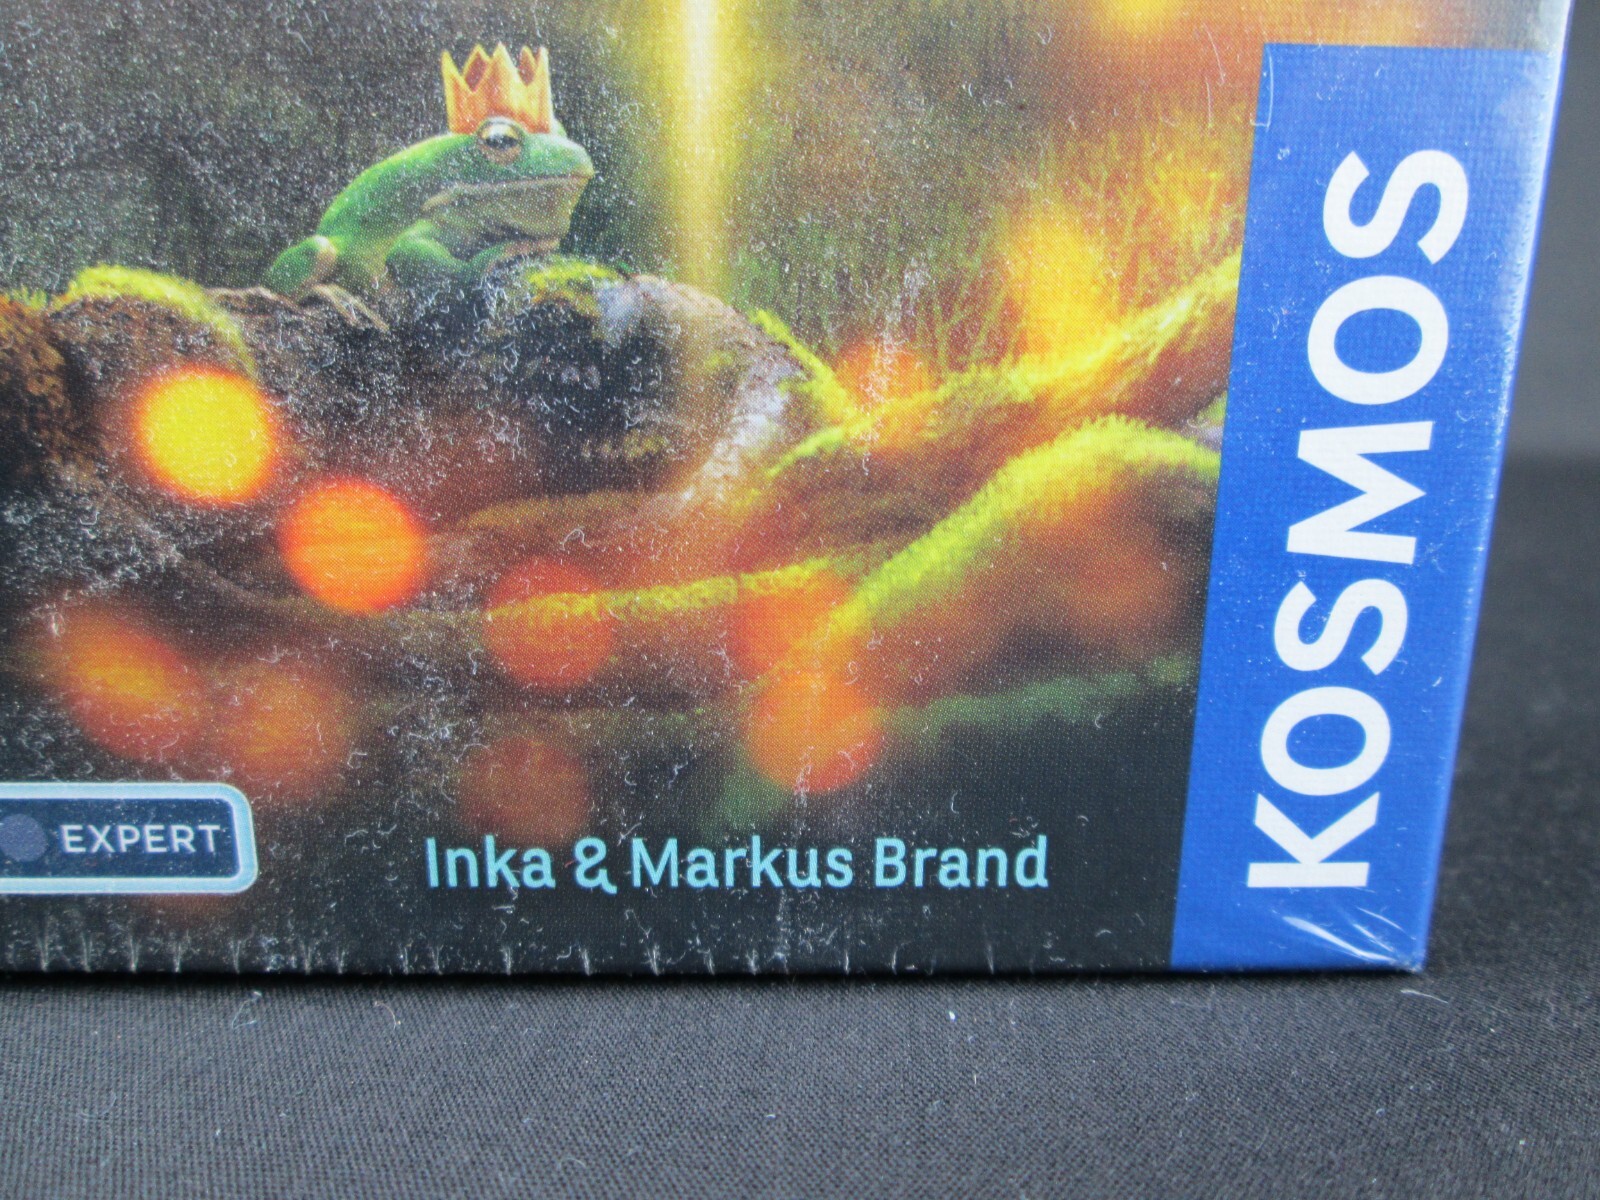 EXPERT
Inka & Markus Brand
KOSMOS